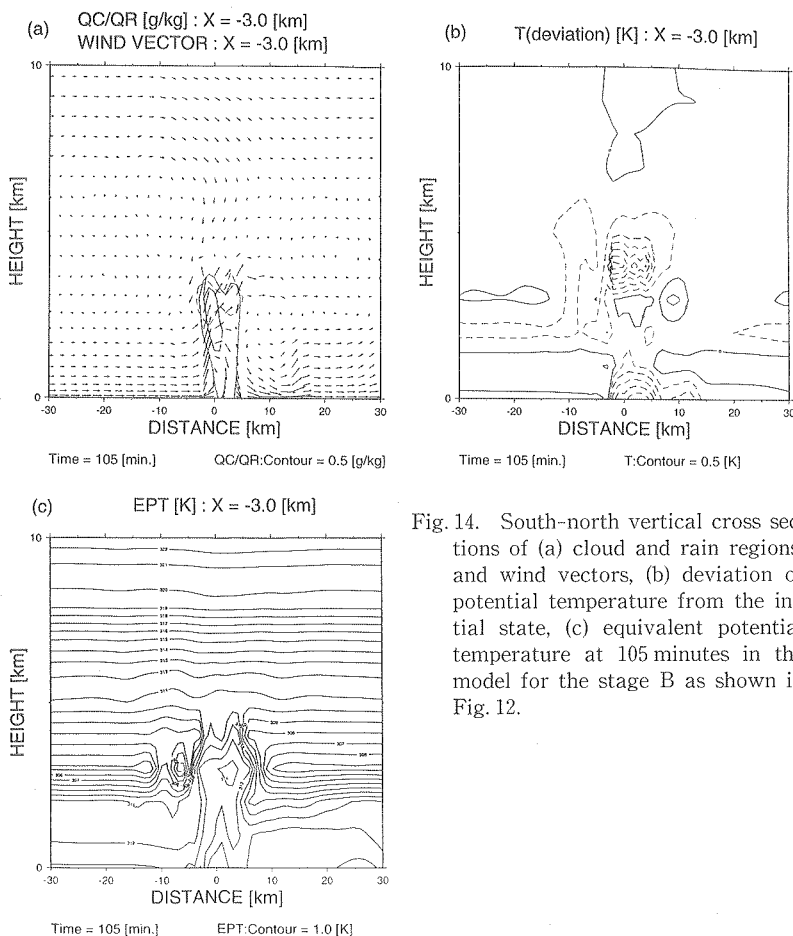 (a)
QC/QR [g/kg] : X = -3.0 [km]
WIND VECTOR : X = -3.0 [km]
10
HEIGHT [km]
0
-30 -20 -10 0 10 20 30
DISTANCE [km]
Time = 105 [min.] QC/QR:Contour = 0.5 [g/kg]
(b)
T(deviation) [K] : X = -3.0 [km]
10
HEIGHT [km]
0
-30 -20 -10 0 10 20 30
DISTANCE [km]
Time = 105 [min.] T:Contour = 0.5 [K]
(c)
EPT [K] : X = -3.0 [km]
10
HEIGHT [km]
0
-30 -20 -10 0 10 20 30
DISTANCE [km]
Time = 105 [min.] EPT:Contour = 1.0 [K]
Fig. 14. South-north vertical cross sec
tions of (a) cloud and rain regions
and wind vectors, (b) deviation o
potential temperature from the in
tial state, (c) equivalent potentia
temperature at 105 minutes in th
model for the stage B as shown i
Fig. 12.